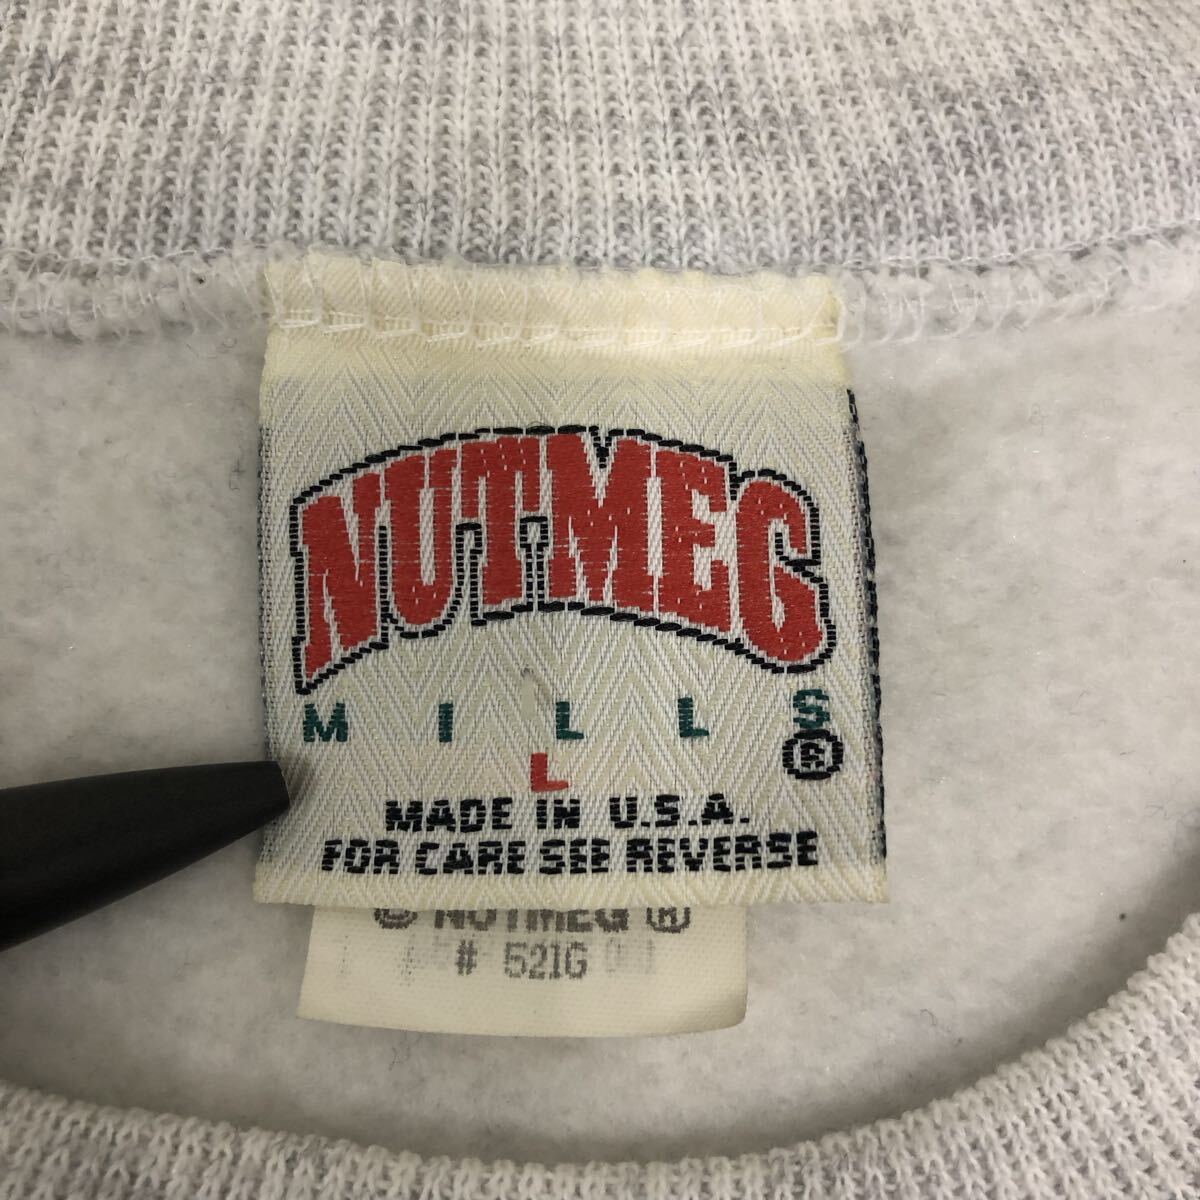 NUTMEG
MILLS
®
L
MADE IN U.S.A.
FOR CARE SEE REVERSE
© NUTMEG ®
# 521G